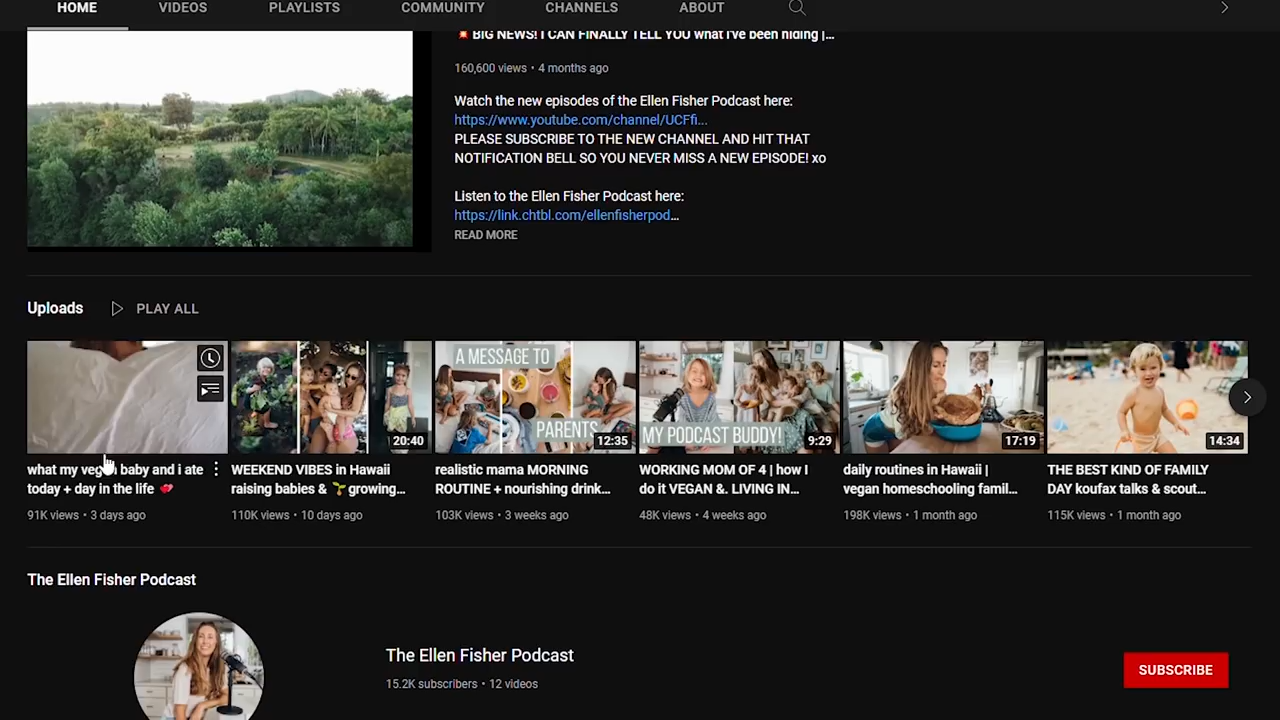 HOME VIDEOS PLAYLISTS COMMUNITY CHANNELS ABOUT
💥 BIG NEWS! I CAN FINALLY TELL YOU what i've been hiding |...
160,600 views • 4 months ago
Watch the new episodes of the Ellen Fisher Podcast here:
https://www.youtube.com/channel/UCFfi...
PLEASE SUBSCRIBE TO THE NEW CHANNEL AND HIT THAT
NOTIFICATION BELL SO YOU NEVER MISS A NEW EPISODE! xo
Listen to the Ellen Fisher Podcast here:
https://link.chtbl.com/ellenfisherpod...
READ MORE
Uploads PLAY ALL
what my vegan baby and i ate
today + day in the life 💞
91K views • 3 days ago
20:40
WEEKEND VIBES in Hawaii
raising babies & 🌱growing...
110K views • 10 days ago
A MESSAGE TO
PARENTS
12:35
realistic mama MORNING
ROUTINE + nourishing drink...
103K views • 3 weeks ago
MY PODCAST BUDDY!
9:29
WORKING MOM OF 4 | how I
do it VEGAN &. LIVING IN...
48K views • 4 weeks ago
17:19
daily routines in Hawaii |
vegan homeschooling famil...
198K views • 1 month ago
14:34
THE BEST KIND OF FAMILY
DAY koufax talks & scout...
115K views • 1 month ago
The Ellen Fisher Podcast
The Ellen Fisher Podcast
15.2K subscribers • 12 videos
SUBSCRIBE